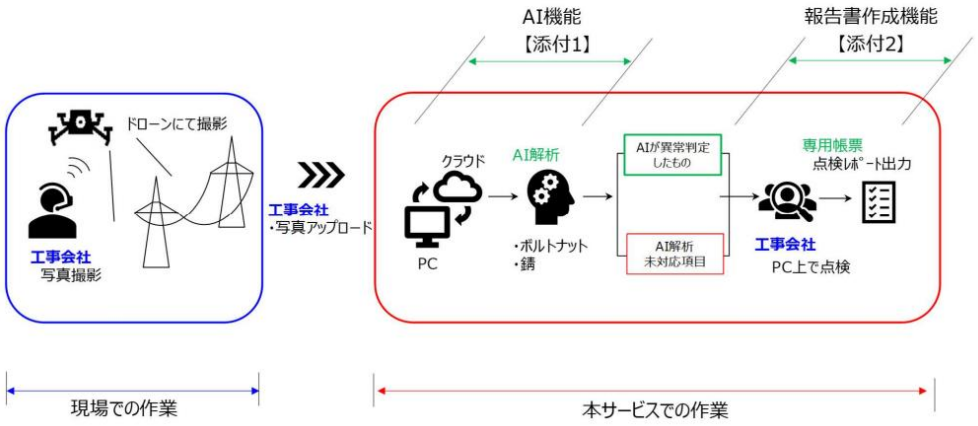 AI機能
【添付1】
報告書作成機能
【添付2】
ドローンにて撮影
工事会社
写真撮影
工事会社
・写真アップロード
クラウド
PC
AI解析
・ボルトナット
・錆
AIが異常判定
したもの
AI解析
未対応項目
工事会社
PC上で点検
専用帳票
点検レポート出力
現場での作業
本サービスでの作業